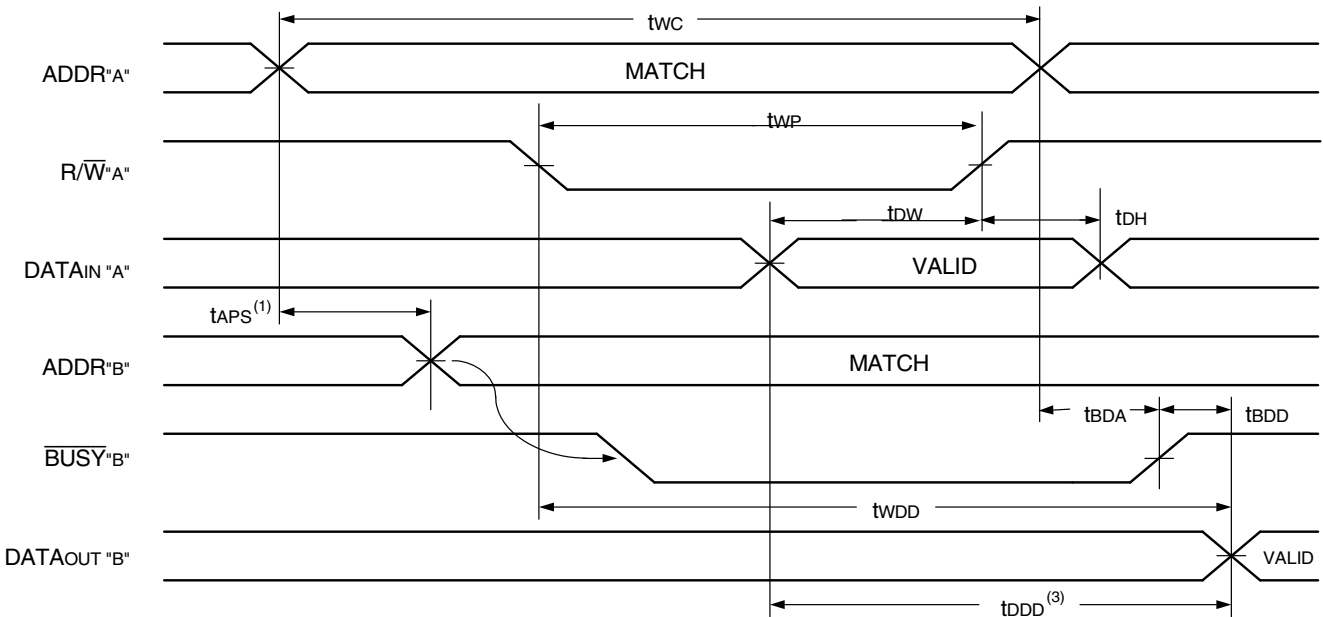 tWC
ADDR"A"
MATCH
tWP
R/W̅"A"
tDW
tDH
DATAIN "A"
VALID
tAPS(1)
ADDR"B"
MATCH
tBDA
tBDD
B̅U̅S̅Y̅"B"
tWDD
DATAOUT "B"
VALID
tDDD(3)